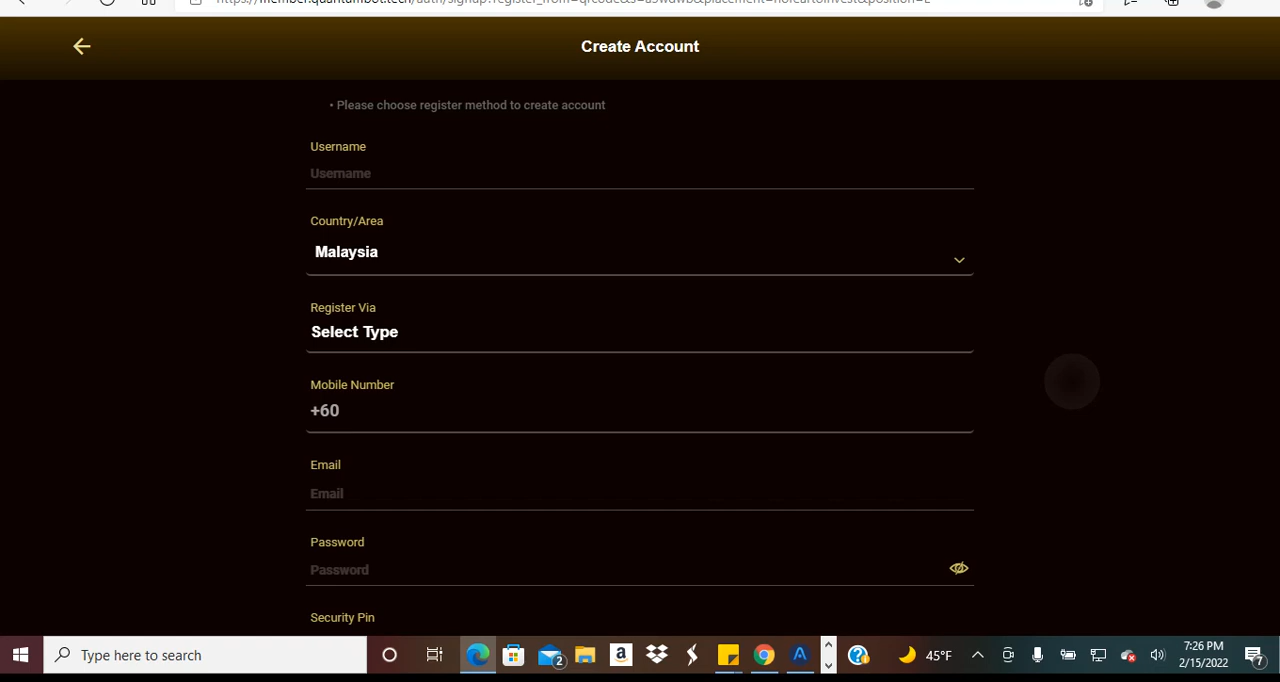 Create Account
• Please choose register method to create account
Username
Username
Country/Area
Malaysia
Register Via
Select Type
Mobile Number
+60
Email
Email
Password
Password
Security Pin
Type here to search
2
a
45°F
7:26 PM
2/15/2022
7